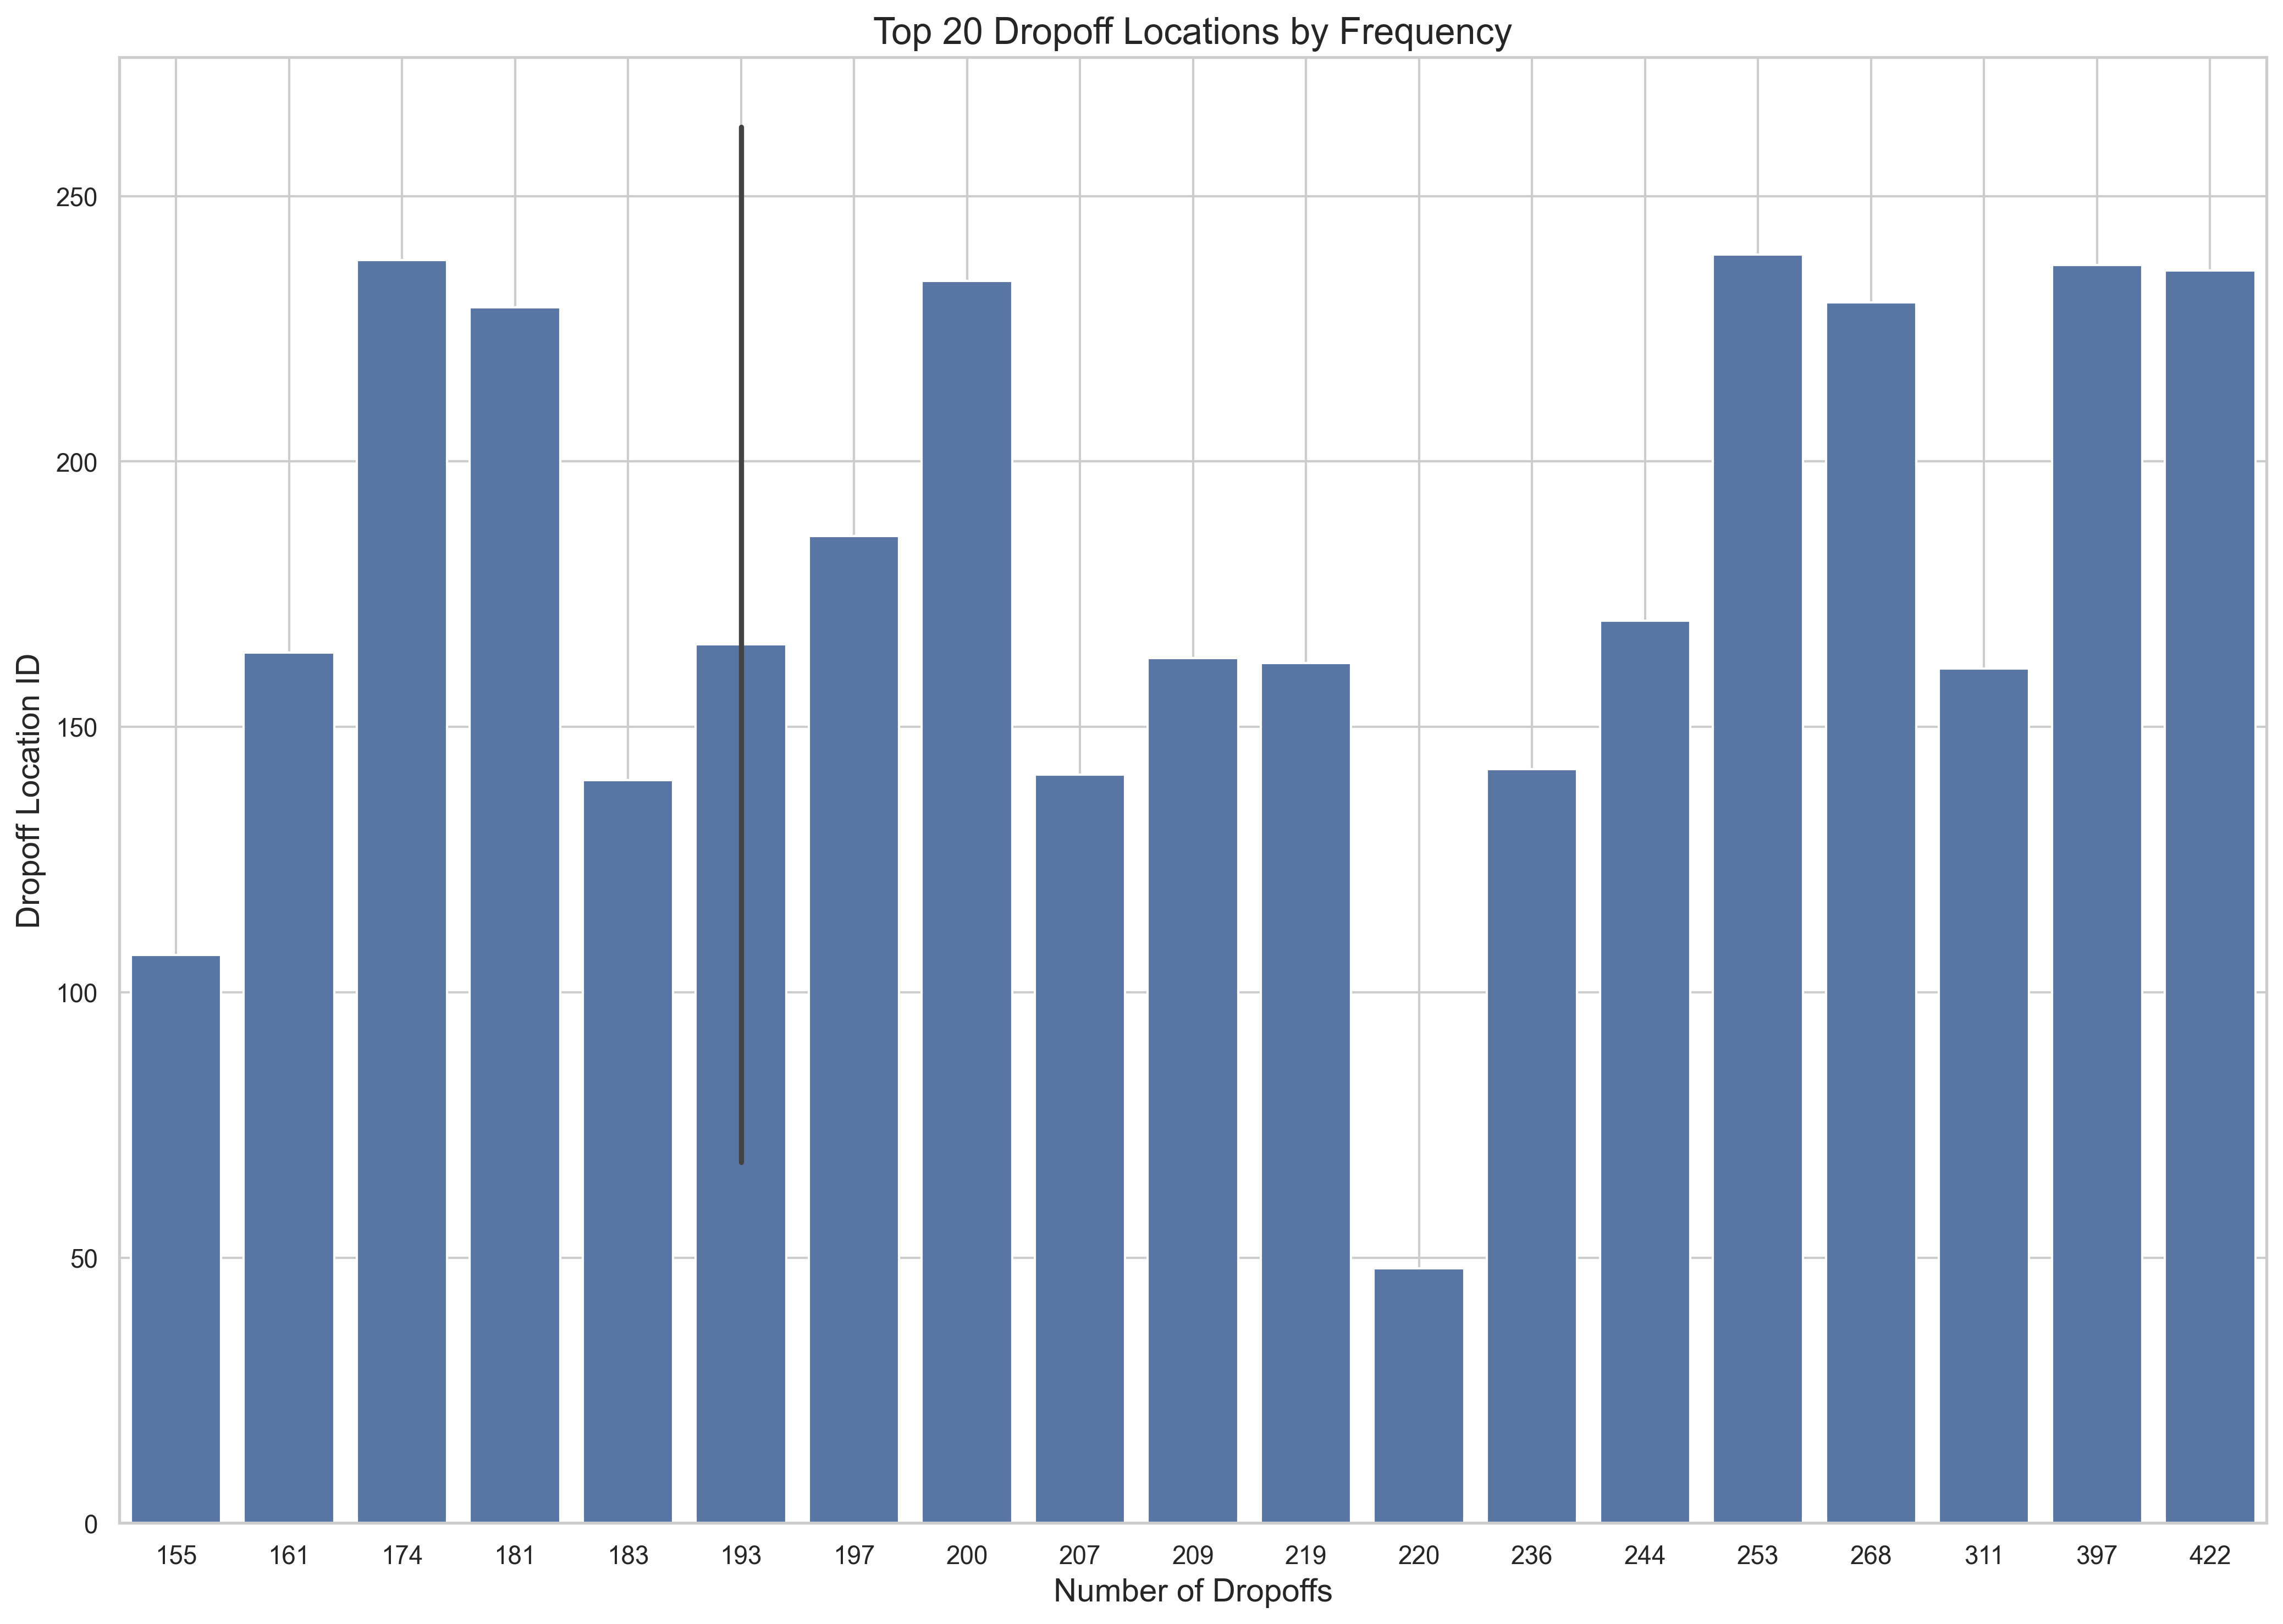 Top 20 Dropoff Locations by Frequency
Dropoff Location ID
250
200
150
100
50
0
155 161 174 181 183 193 197 200 207 209 219 220 236 244 253 268 311 397 422
Number of Dropoffs